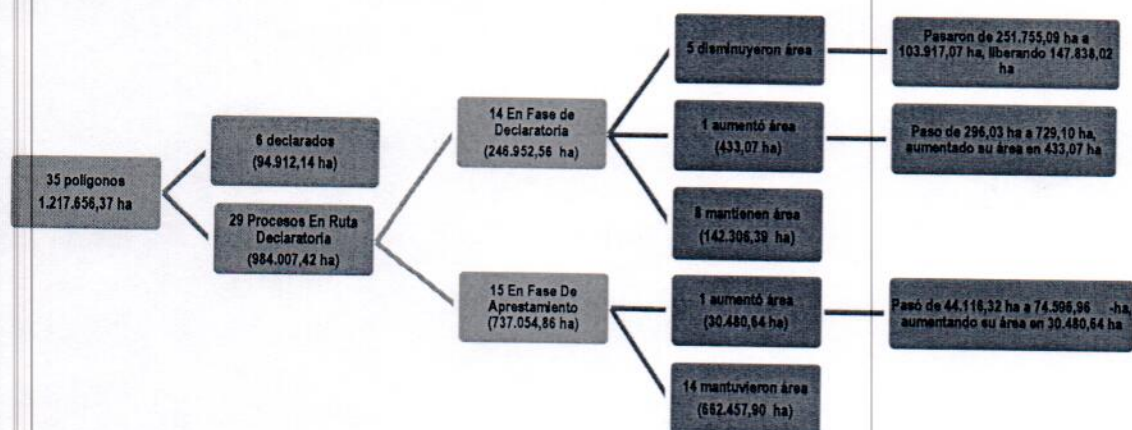 35 polígonos
1.217.656,37 ha
6 declarados
(94.912,14 ha)
29 Procesos En Ruta
Declaratoria
(984.007,42 ha)
14 En Fase de
Declaratoria
(246.952,56 ha)
15 En Fase De
Aprestamiento
(737.054,86 ha)
5 disminuyeron área
1 aumentó área
(433,07 ha)
8 mantienen área
(142.306,39 ha)
1 aumentó área
(30.480,64 ha)
14 mantuvieron área
(662.457,90 ha)
Pasaron de 251.755,09 ha a
103.917,07 ha, liberando 147.838,02
ha
Paso de 296,03 ha a 729,10 ha,
aumentado su área en 433,07 ha
Pasó de 44.116,32 ha a 74.596,96 -ha,
aumentando su área en 30.480,64 ha